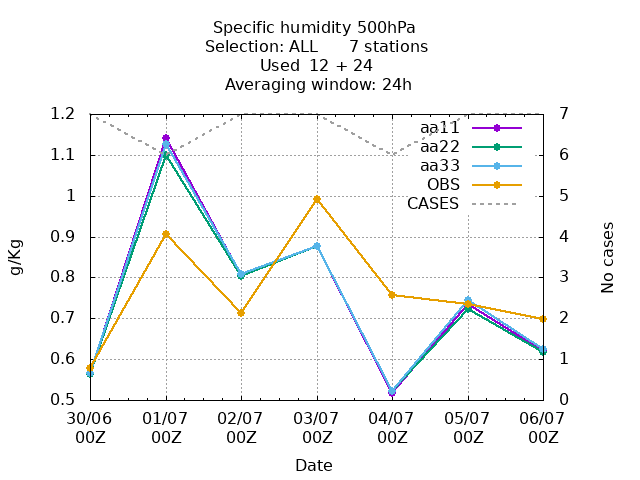 Specific humidity 500hPa
Selection: ALL 7 stations
Used 12 + 24
Averaging window: 24h
g/Kg
1.2
1.1
1
0.9
0.8
0.7
0.6
0.5
aa11
aa22
aa33
OBS
CASES
7
6
5
4
3
2
1
0
No cases
30/06 01/07 02/07 03/07 04/07 05/07 06/07
00Z 00Z 00Z 00Z 00Z 00Z 00Z
Date